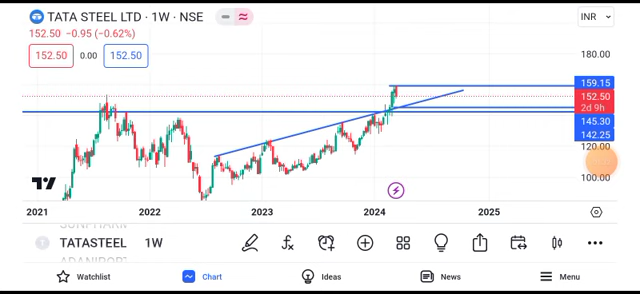 TATA STEEL LTD · 1W · NSE
INR
152.50 −0.95 (−0.62%)
152.50 0.00 152.50
180.00
159.15
152.50
2d 9h
145.30
142.25
120.00
100.00
2021 2022 2023 2024 2025
TATASTEEL 1W
Watchlist Chart Ideas News Menu